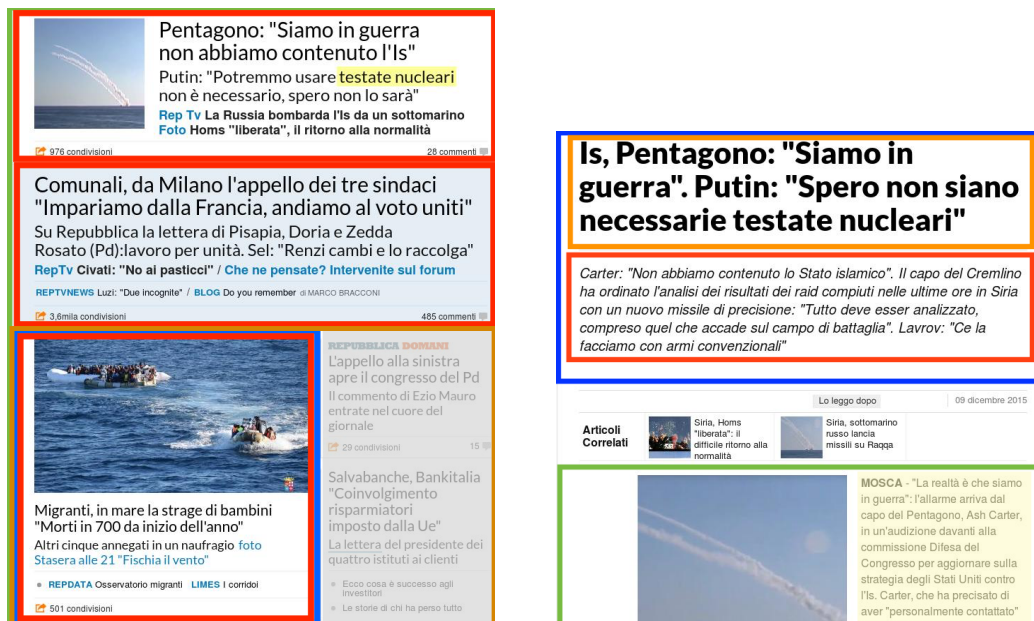 Pentagono: "Siamo in guerra
non abbiamo contenuto l'Is"
Putin: "Potremmo usare testate nucleari
non è necessario, spero non lo sarà"
Rep Tv La Russia bombarda l'Is da un sottomarino
Foto Homs "liberata", il ritorno alla normalità
976 condivisioni
28 commenti
Comunali, da Milano l'appello dei tre sindaci
"Impariamo dalla Francia, andiamo al voto uniti"
Su Repubblica la lettera di Pisapia, Doria e Zedda
Rosato (Pd):lavoro per unità. Sel: "Renzi cambi e lo raccolga"
RepTv Civati: "No ai pasticci" / Che ne pensate? Intervenite sul forum
REPTVNEWS Luzi: "Due incognite" / BLOG Do you remember di MARCO BRACCONI
3,6mila condivisioni
485 commenti
Migranti, in mare la strage di bambini
"Morti in 700 da inizio dell'anno"
Altri cinque annegati in un naufragio foto
Stasera alle 21 "Fischia il vento"
REPDATA Osservatorio migranti LIMES I corridoi
501 condivisioni
REPUBBLICA DOMANI
L'appello alla sinistra
apre il congresso del Pd
Il commento di Ezio Mauro
entrate nel cuore del
giornale
29 condivisioni
15
Salvabanche, Bankitalia
"Coinvolgimento
risparmiatori
imposto dalla Ue"
La lettera del presidente dei
quattro istituti ai clienti
Ecco cosa è successo agli
investitori
Le storie di chi ha perso tutto
Is, Pentagono: "Siamo in
guerra". Putin: "Spero non siano
necessarie testate nucleari"
Carter: "Non abbiamo contenuto lo Stato islamico". Il capo del Cremlino
ha ordinato l'analisi dei risultati dei raid compiuti nelle ultime ore in Siria
con un nuovo missile di precisione: "Tutto deve esser analizzato,
compreso quel che accade sul campo di battaglia". Lavrov: "Ce la
facciamo con armi convenzionali"
Lo leggo dopo
09 dicembre 2015
Articoli
Correlati
Siria, Homs
"liberata": il
difficile ritorno alla
normalità
Siria, sottomarino
russo lancia
missili su Raqqa
MOSCA - "La realtà è che siamo
in guerra": l'allarme arriva dal
capo del Pentagono, Ash Carter,
in un'audizione davanti alla
commissione Difesa del
Congresso per aggiornare sulla
strategia degli Stati Uniti contro
l'Is. Carter, che ha precisato di
aver "personalmente contattato"